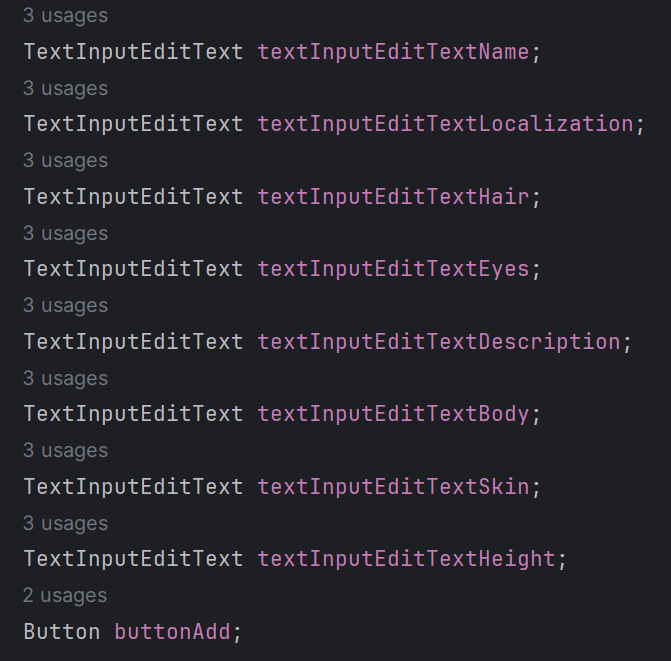 3 usages
TextInputEditText textInputEditTextName;
3 usages
TextInputEditText textInputEditTextLocalization;
3 usages
TextInputEditText textInputEditTextHair;
3 usages
TextInputEditText textInputEditTextEyes;
3 usages
TextInputEditText textInputEditTextDescription;
3 usages
TextInputEditText textInputEditTextBody;
3 usages
TextInputEditText textInputEditTextSkin;
3 usages
TextInputEditText textInputEditTextHeight;
2 usages
Button buttonAdd;